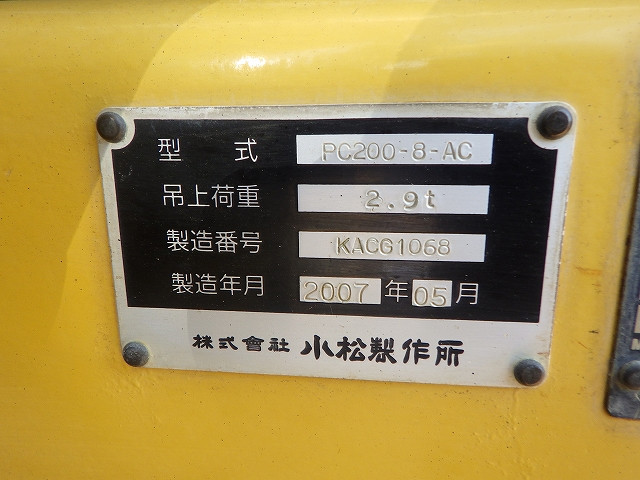 型 式 PC200-8-AC
吊上荷重 2.9t
製造番号 KACG1068
製造年月 2007年05月
株式會社 小松製作所